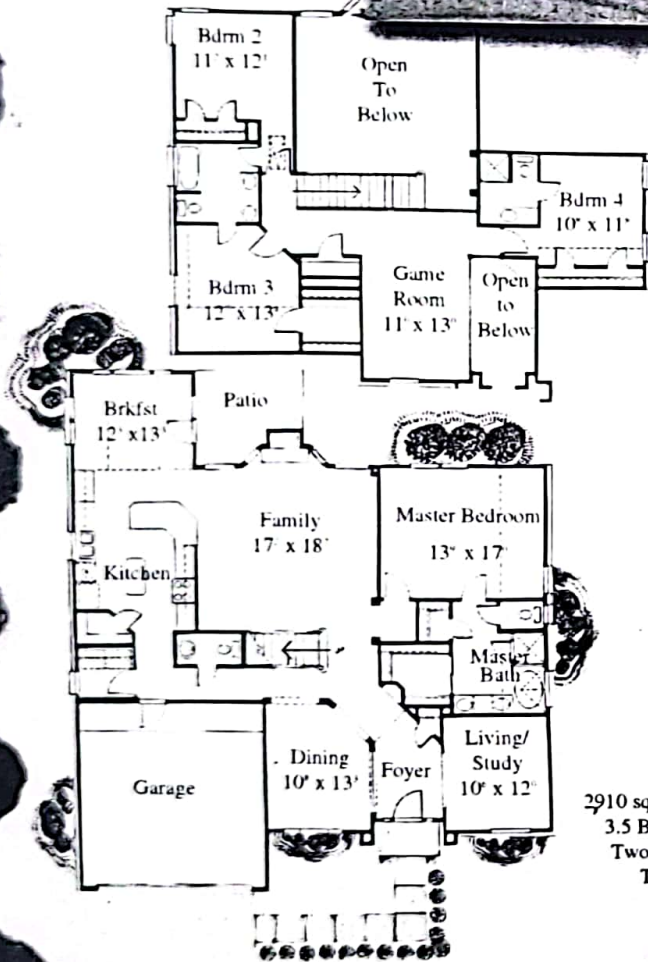 Bdrm 2
11' x 12'
Open
To
Below
Bdrm 4
10' x 11'
Bdrm 3
12' x 13'
Game
Room
11' x 13'
Open
to
Below
Brkfst
12' x13'
Patio
Family
17' x 18'
Master Bedroom
13' x 17'
Kitchen
Master
Bath
Garage
Dining
10' x 13'
Foyer
Living/
Study
10' x 12'
2910 sq
3.5 B
Two
T